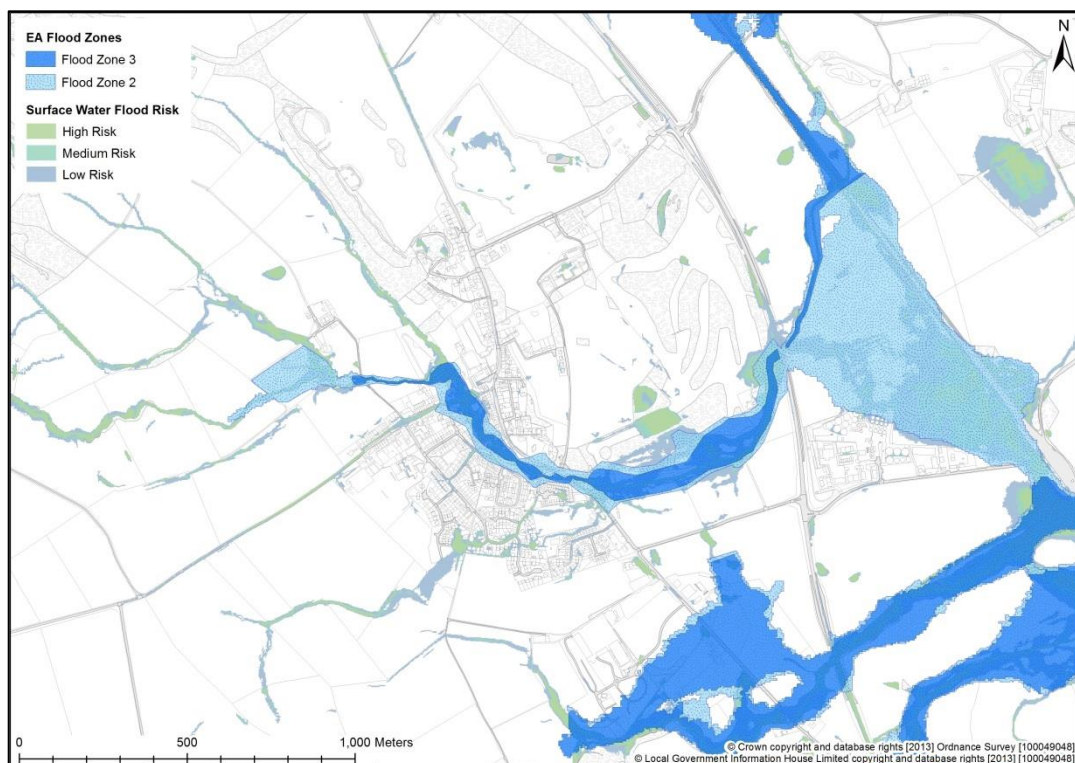 EA Flood Zones
Flood Zone 3
Flood Zone 2
Surface Water Flood Risk
High Risk
Medium Risk
Low Risk
N
0 500 1,000 Meters
© Crown copyright and database rights [2013] Ordnance Survey [100049048]
© Local Government Information House Limited copyright and database rights [2013] [100049048]